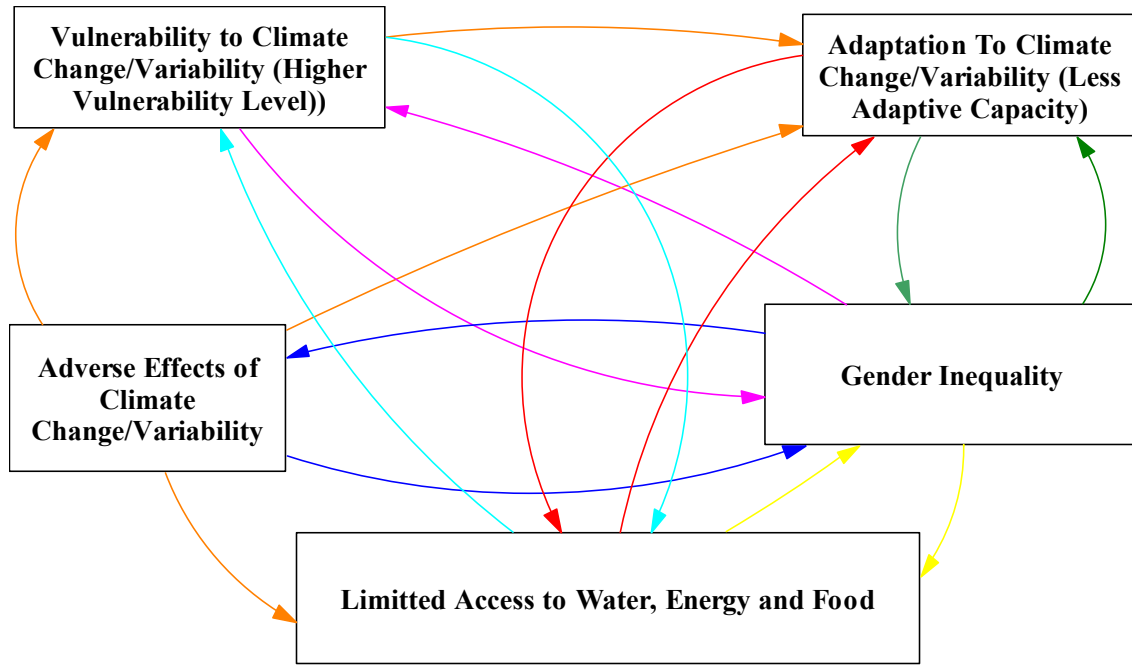 Vulnerability to Climate
Change/Variability (Higher
Vulnerability Level))
Adaptation To Climate
Change/Variability (Less
Adaptive Capacity)
Adverse Effects of
Climate
Change/Variability
Gender Inequality
Limitted Access to Water, Energy and Food